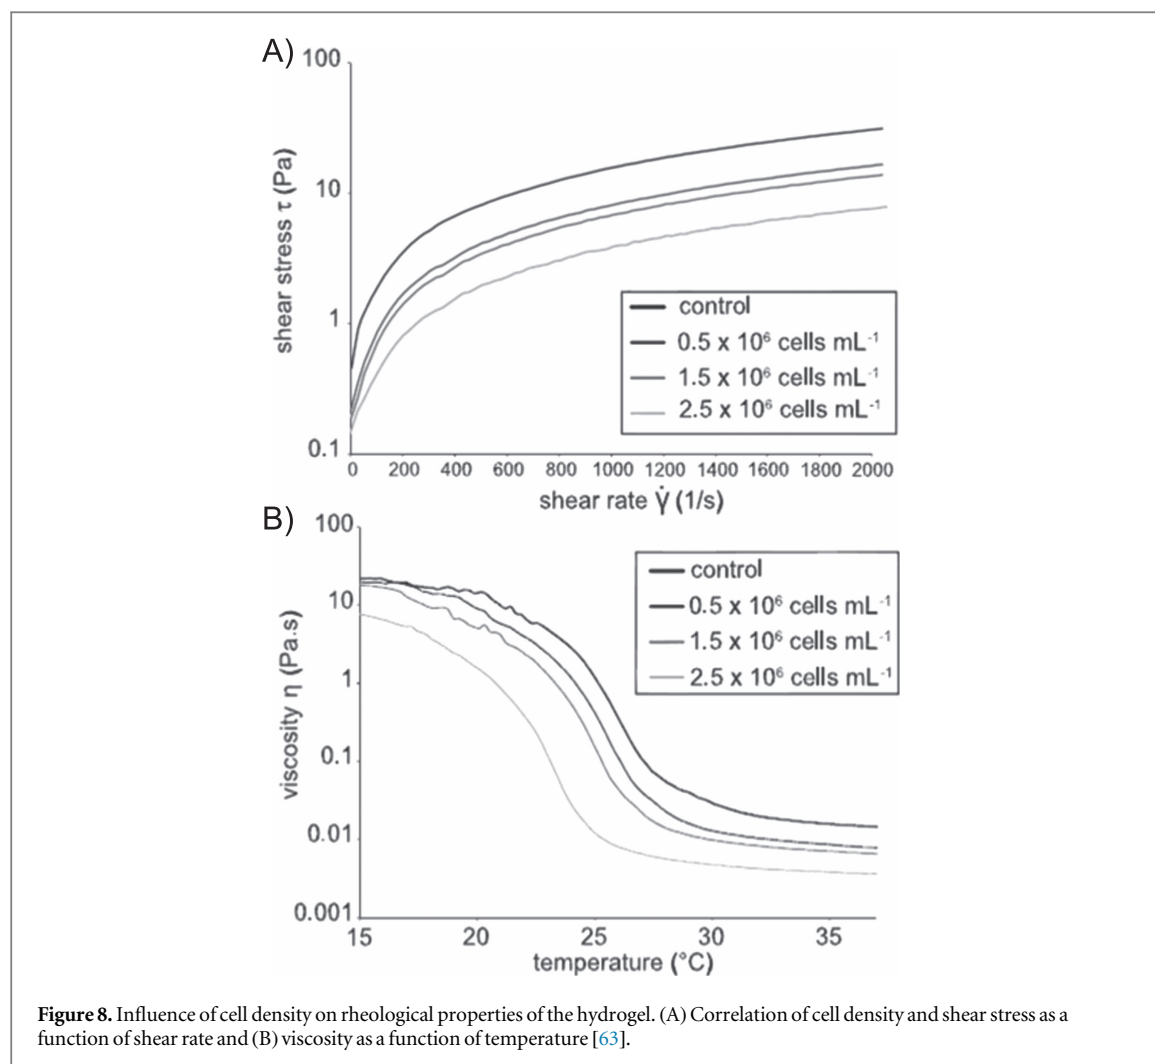 A)
100
10
1
0.1
shear stress τ (Pa)
control
0.5 x 10⁶ cells mL⁻¹
1.5 x 10⁶ cells mL⁻¹
2.5 x 10⁶ cells mL⁻¹
0 200 400 600 800 1000 1200 1400 1600 1800 2000
shear rate γ̇ (1/s)
B)
100
10
1
0.1
0.01
0.001
viscosity η (Pa.s)
control
0.5 x 10⁶ cells mL⁻¹
1.5 x 10⁶ cells mL⁻¹
2.5 x 10⁶ cells mL⁻¹
15 20 25 30 35
temperature (°C)
Figure 8. Influence of cell density on rheological properties of the hydrogel. (A) Correlation of cell density and shear stress as a
function of shear rate and (B) viscosity as a function of temperature [63].